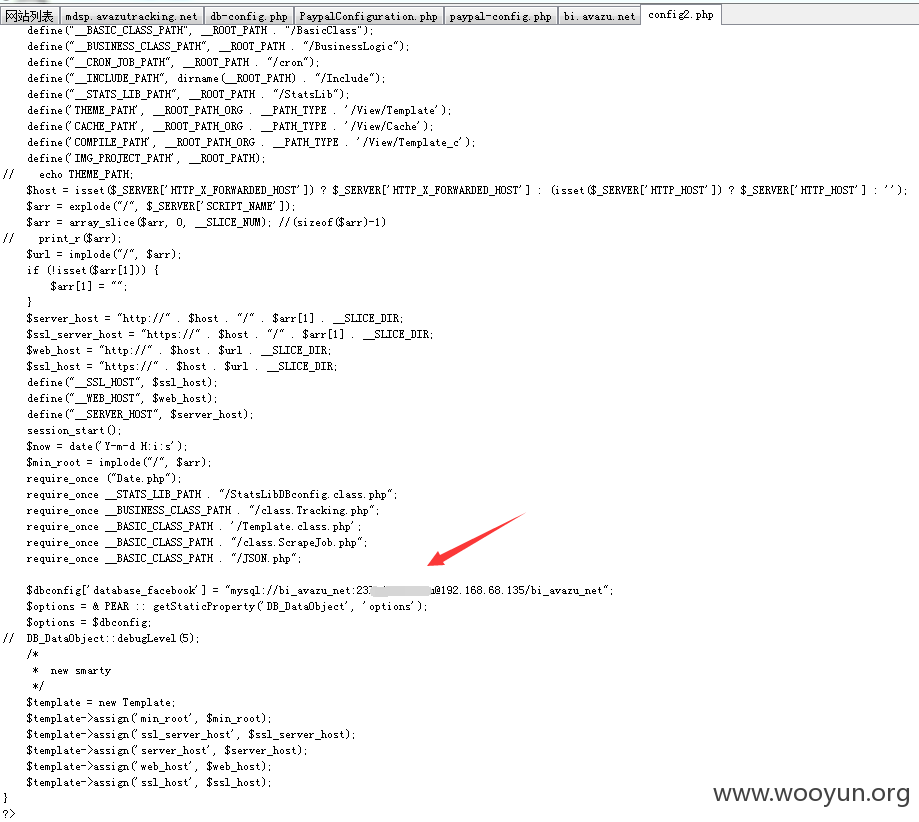 网站列表 mdsp.avazutracking.net db-config.php PaypalConfiguration.php paypal-config.php bi.avazu.net config2.php
define("__BASIC_CLASS_PATH", __ROOT_PATH . "/BasicClass");
define("__BUSINESS_CLASS_PATH", __ROOT_PATH . "/BusinessLogic");
define("__CRON_JOB_PATH", __ROOT_PATH . "/cron");
define("__INCLUDE_PATH", dirname(__ROOT_PATH) . "/Include");
define("__STATS_LIB_PATH", __ROOT_PATH . "/StatsLib");
define('THEME_PATH', __ROOT_PATH_ORG . __PATH_TYPE . '/View/Template');
define('CACHE_PATH', __ROOT_PATH_ORG . __PATH_TYPE . '/View/Cache');
define('COMPILE_PATH', __ROOT_PATH_ORG . __PATH_TYPE . '/View/Template_c');
define('IMG_PROJECT_PATH', __ROOT_PATH);
// echo THEME_PATH;
$host = isset($_SERVER['HTTP_X_FORWARDED_HOST']) ? $_SERVER['HTTP_X_FORWARDED_HOST'] : (isset($_SERVER['HTTP_HOST']) ? $_SERVER['HTTP_HOST'] : '');
$arr = explode("/", $_SERVER['SCRIPT_NAME']);
$arr = array_slice($arr, 0, __SLICE_NUM); //(sizeof($arr)-1)
// print_r($arr);
$url = implode("/", $arr);
if (!isset($arr[1])) {
$arr[1] = "";
}
$server_host = "http://" . $host . "/" . $arr[1] . __SLICE_DIR;
$ssl_server_host = "https://" . $host . "/" . $arr[1] . __SLICE_DIR;
$web_host = "http://" . $host . $url . __SLICE_DIR;
$ssl_host = "https://" . $host . $url . __SLICE_DIR;
define("__SSL_HOST", $ssl_host);
define("__WEB_HOST", $web_host);
define("__SERVER_HOST", $server_host);
session_start();
$now = date('Y-m-d H:i:s');
$min_root = implode("/", $arr);
require_once ("Date.php");
require_once __STATS_LIB_PATH . "/StatsLibDBconfig.class.php";
require_once __BUSINESS_CLASS_PATH . "/class.Tracking.php";
require_once __BASIC_CLASS_PATH . '/Template.class.php';
require_once __BASIC_CLASS_PATH . "/class.ScrapeJob.php";
require_once __BASIC_CLASS_PATH . "/JSON.php";
$dbconfig['database_facebook'] = "mysql://bi_avazu_net:@192.168.68.135/bi_avazu_net";
$options = & PEAR :: getStaticProperty('DB_DataObject', 'options');
$options = $dbconfig;
// DB_DataObject::debugLevel(5);
/*
* new smarty
*/
$template = new Template;
$template->assign('min_root', $min_root);
$template->assign('ssl_server_host', $ssl_server_host);
$template->assign('server_host', $server_host);
$template->assign('web_host', $web_host);
$template->assign('ssl_host', $ssl_host);
}
?>
www.wooyun.org